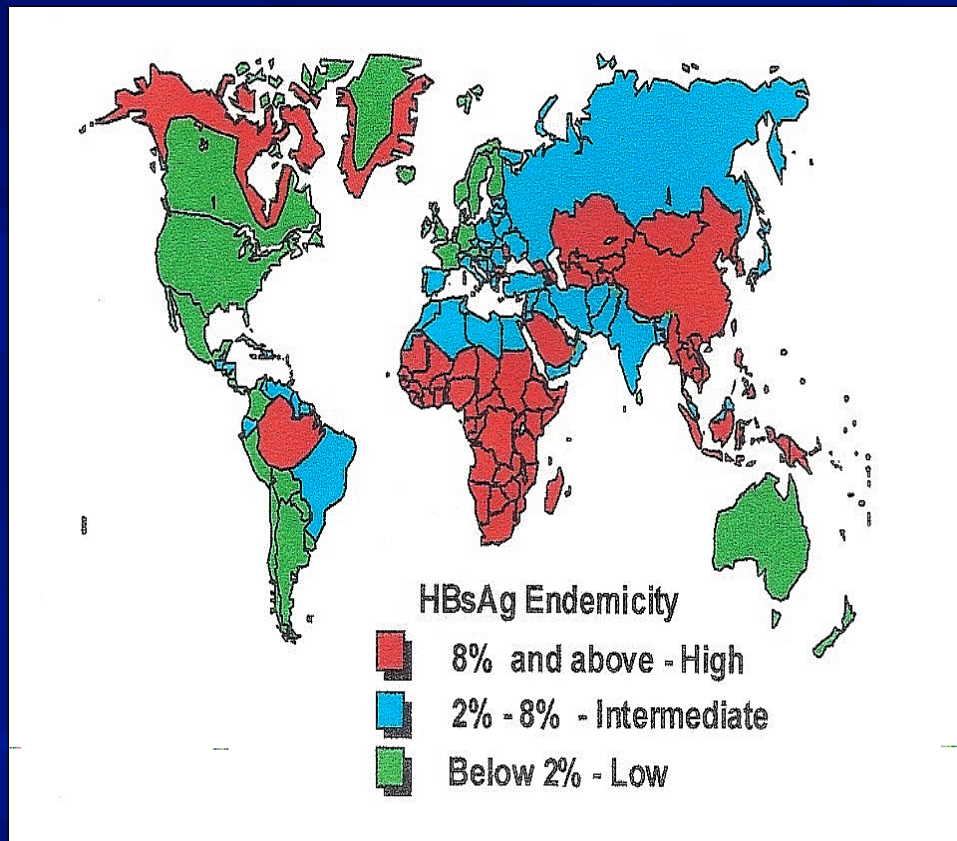 HBsAg Endemicity
8% and above - High
2% - 8% - Intermediate
Below 2% - Low